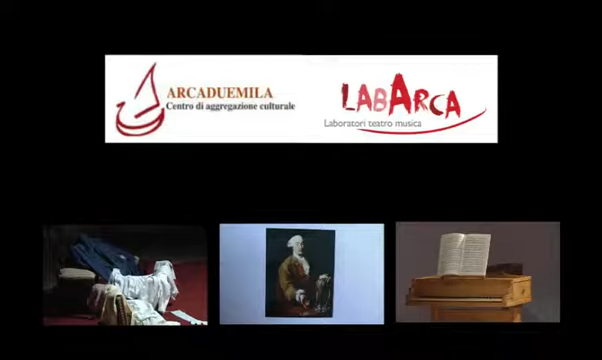 ARCADUEMILA
Centro di aggregazione culturale
LABARCA
Laboratori teatro musica